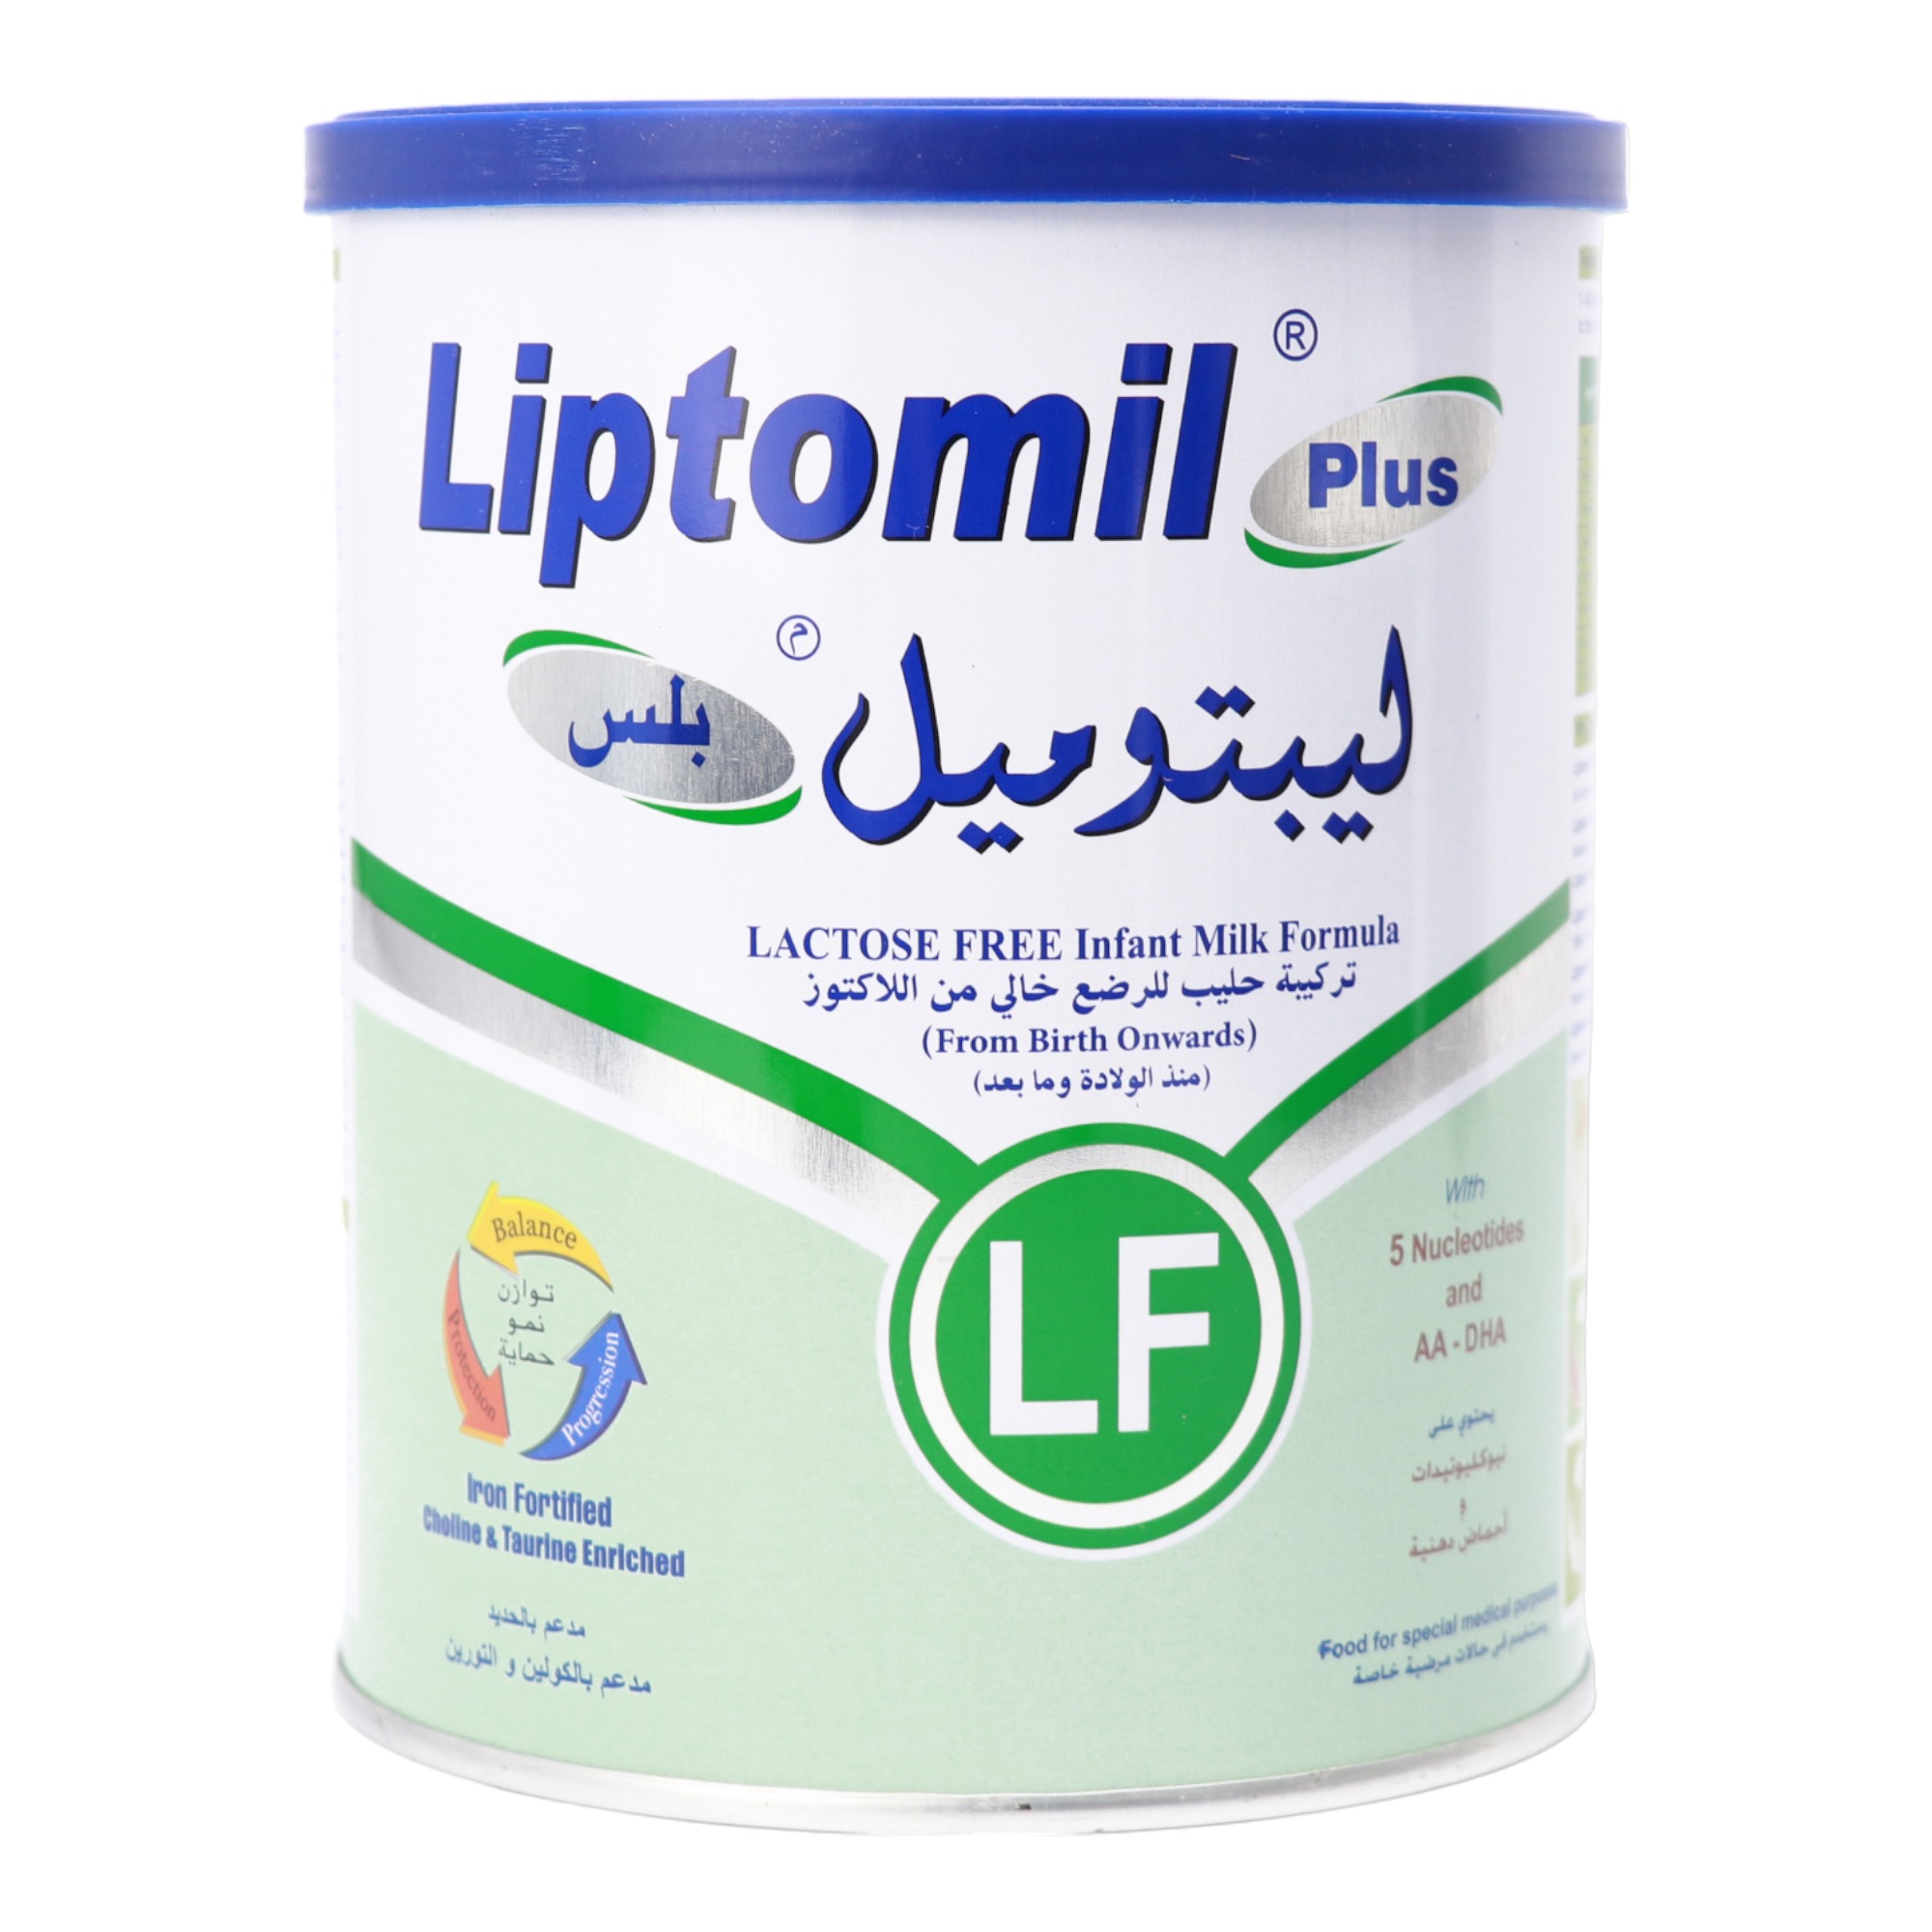 Liptomil ® Plus
ليبتوميل م بلس
LACTOSE FREE Infant Milk Formula
تركيبة حليب للرضع خالي من اللاكتوز
(From Birth Onwards)
(منذ الولادة وما بعد)
LF
Balance
Protection
Progression
توازن
نمو
حماية
Iron Fortified
Choline & Taurine Enriched
مدعم بالحديد
مدعم بالكولين و التورين
With
5 Nucleotides
and
AA - DHA
يحتوي على
نيوكليوتيدات
و
أحماض دهنية
Food for special medical purposes
يستخدم في حالات مرضية خاصة